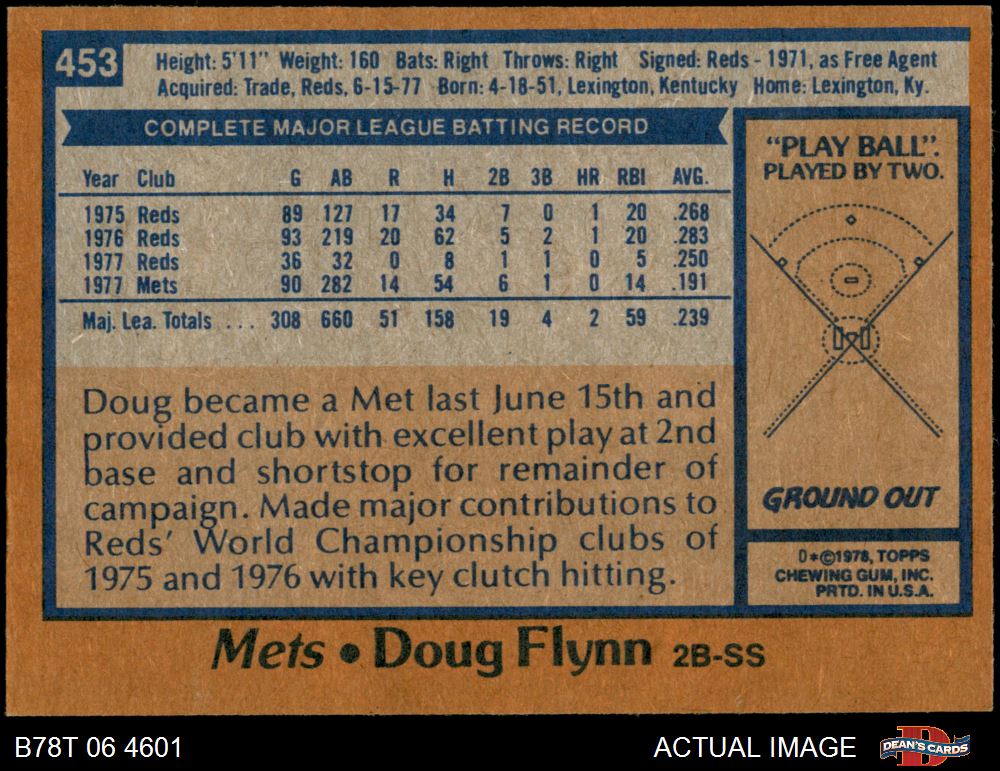 453
Height: 5'11" Weight: 160 Bats: Right Throws: Right Signed: Reds - 1971, as Free Agent
Acquired: Trade, Reds, 6-15-77 Born: 4-18-51, Lexington, Kentucky Home: Lexington, Ky.
COMPLETE MAJOR LEAGUE BATTING RECORD
Year Club G AB R H 2B 3B HR RBI AVG.
1975 Reds 89 127 17 34 7 0 1 20 .268
1976 Reds 93 219 20 62 5 2 1 20 .283
1977 Reds 36 32 0 8 1 1 0 5 .250
1977 Mets 90 282 14 54 6 1 0 14 .191
Maj. Lea. Totals ... 308 660 51 158 19 4 2 59 .239
Doug became a Met last June 15th and
provided club with excellent play at 2nd
base and shortstop for remainder of
campaign. Made major contributions to
Reds' World Championship clubs of
1975 and 1976 with key clutch hitting.
"PLAY BALL".
PLAYED BY TWO.
GROUND OUT
0*©1978, TOPPS
CHEWING GUM, INC.
PRTD. IN U.S.A.
Mets • Doug Flynn 2B-SS
B78T 06 4601
ACTUAL IMAGE
DEAN'S CARDS